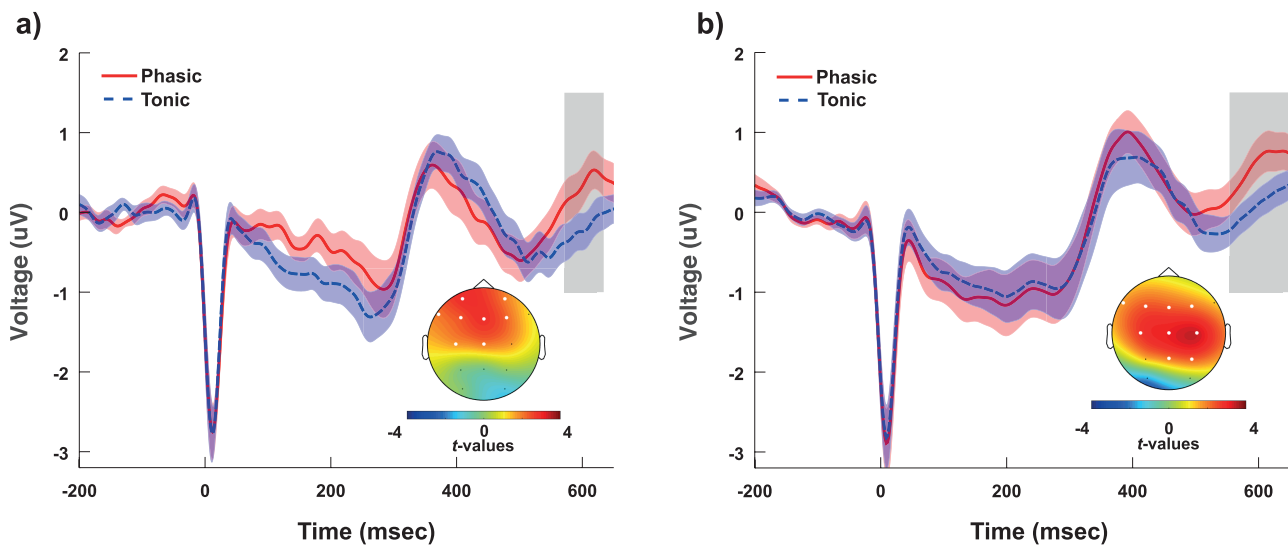 a)
2
1
0
-1
-2
-3
Voltage (uV)
Phasic
Tonic
-4 0 4
t-values
-200 0 200 400 600
Time (msec)
b)
2
1
0
-1
-2
-3
Voltage (uV)
Phasic
Tonic
-4 0 4
t-values
-200 0 200 400 600
Time (msec)